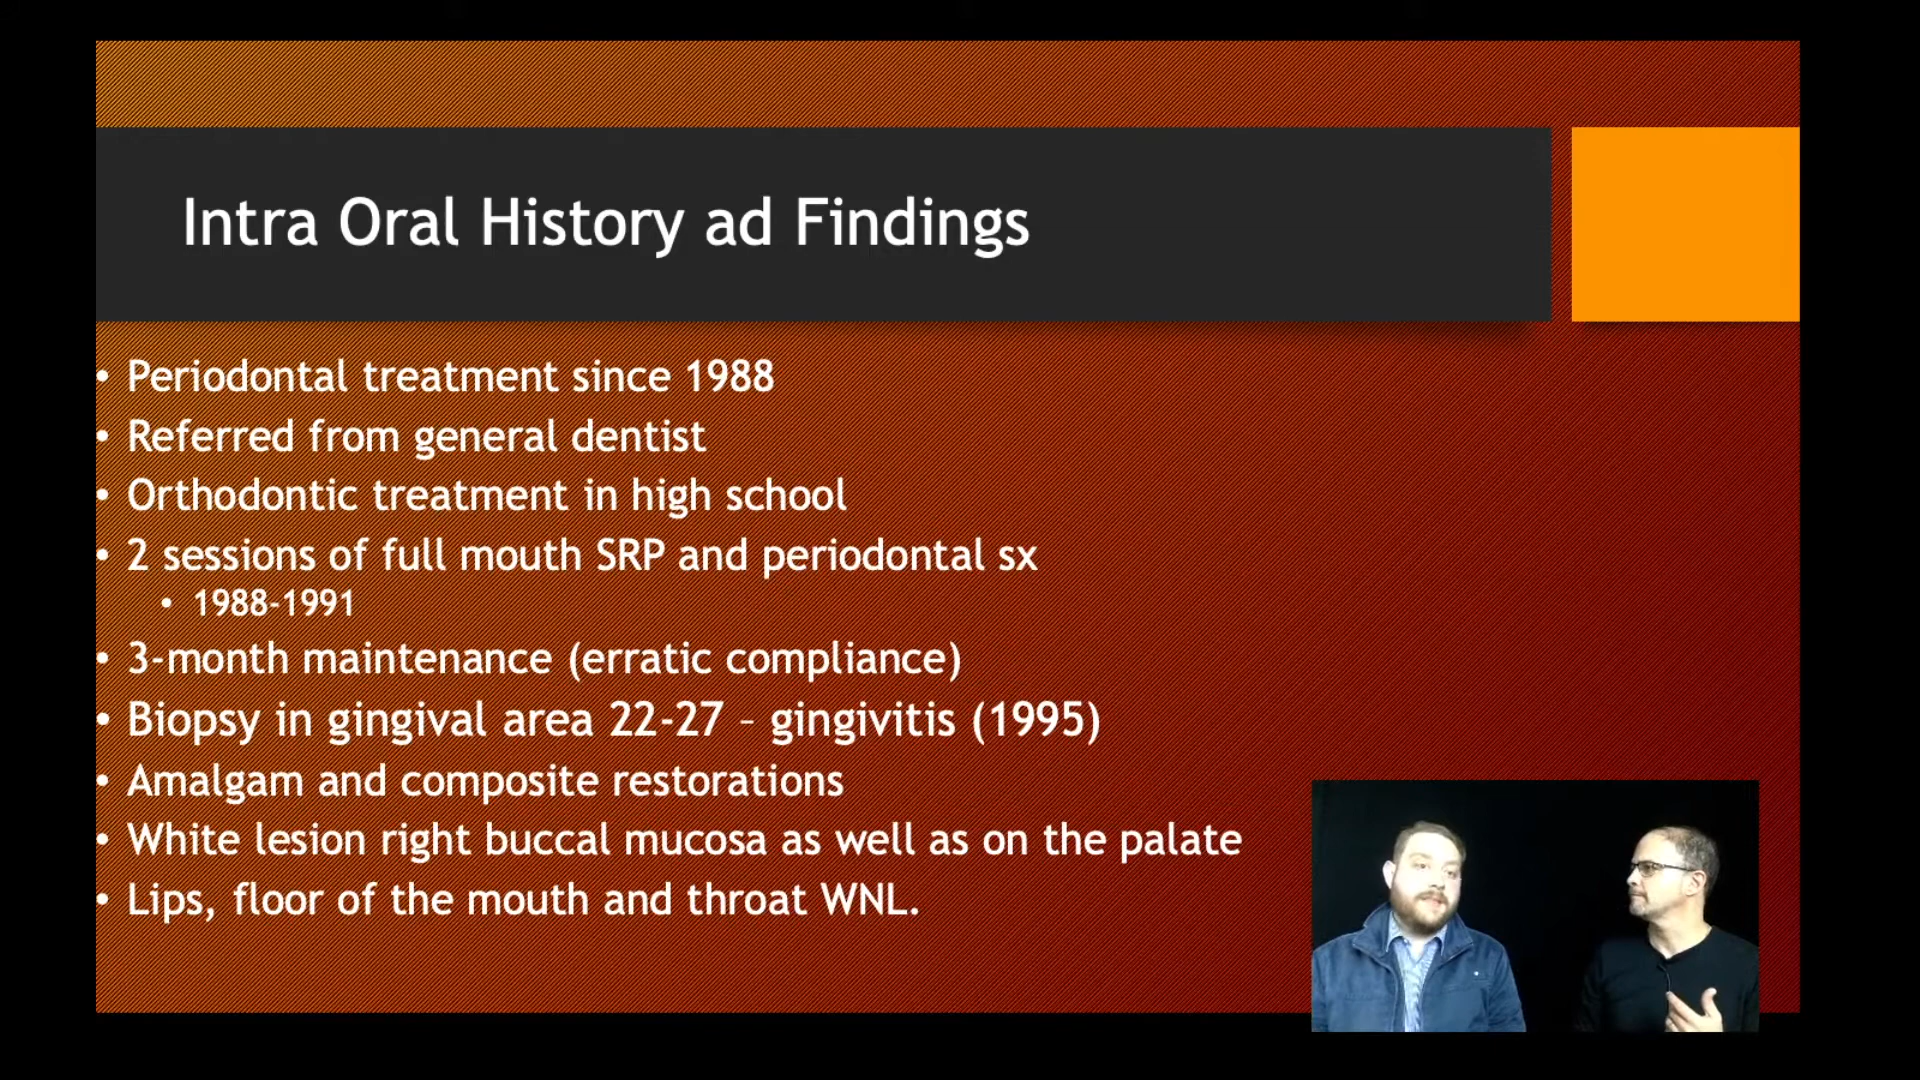 Intra Oral History ad Findings
• Periodontal treatment since 1988
• Referred from general dentist
• Orthodontic treatment in high school
• 2 sessions of full mouth SRP and periodontal sx
• 1988-1991
• 3-month maintenance (erratic compliance)
• Biopsy in gingival area 22-27 – gingivitis (1995)
• Amalgam and composite restorations
• White lesion right buccal mucosa as well as on the palate
• Lips, floor of the mouth and throat WNL.